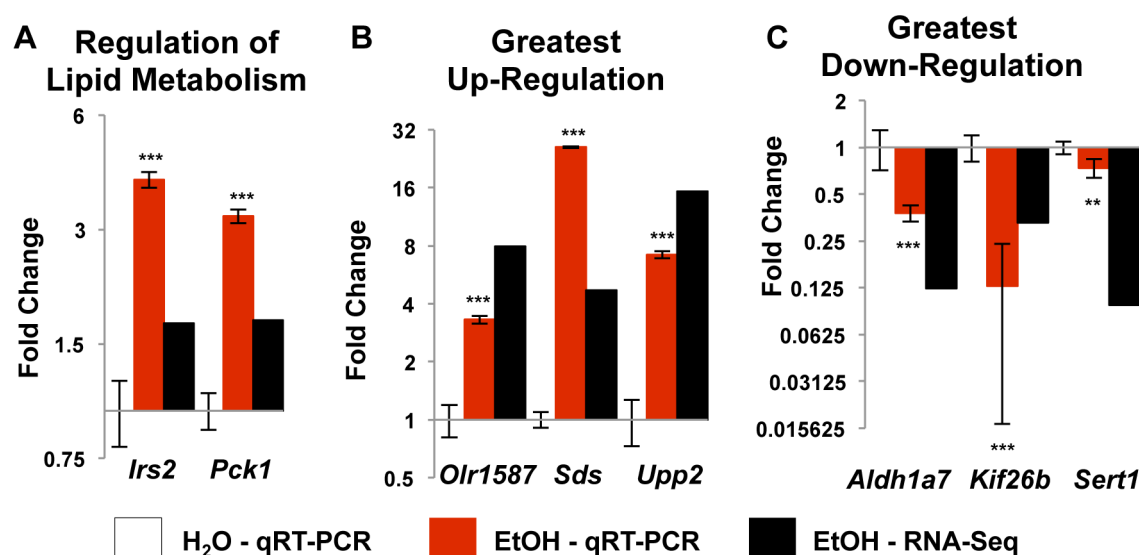 A
Regulation of
Lipid Metabolism
Fold Change
6
3
1.5
0.75
***
***
Irs2 Pck1
B
Greatest
Up-Regulation
Fold Change
32
16
8
4
2
1
0.5
***
***
***
Olr1587 Sds Upp2
C
Greatest
Down-Regulation
Fold Change
2
1
0.5
0.25
0.125
0.0625
0.03125
0.015625
***
***
**
Aldh1a7 Kif26b Sert1
H₂O - qRT-PCR
EtOH - qRT-PCR
EtOH - RNA-Seq